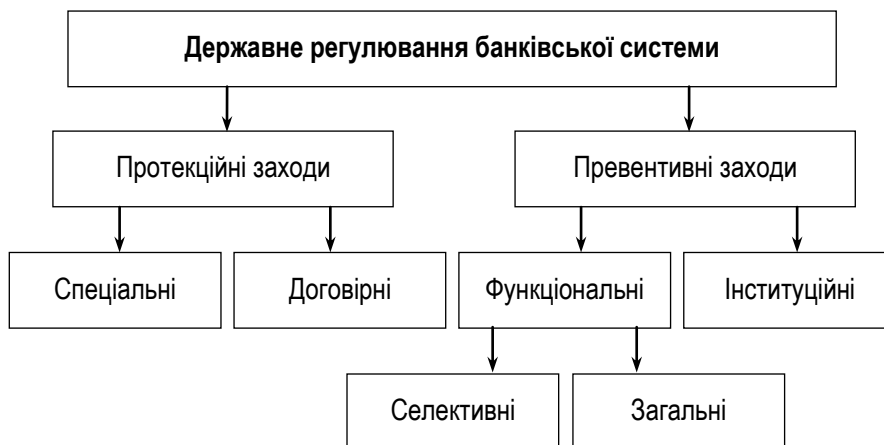 Державне регулювання банківської системи
Протекційні заходи
Превентивні заходи
Спеціальні
Договірні
Функціональні
Інституційні
Селективні
Загальні